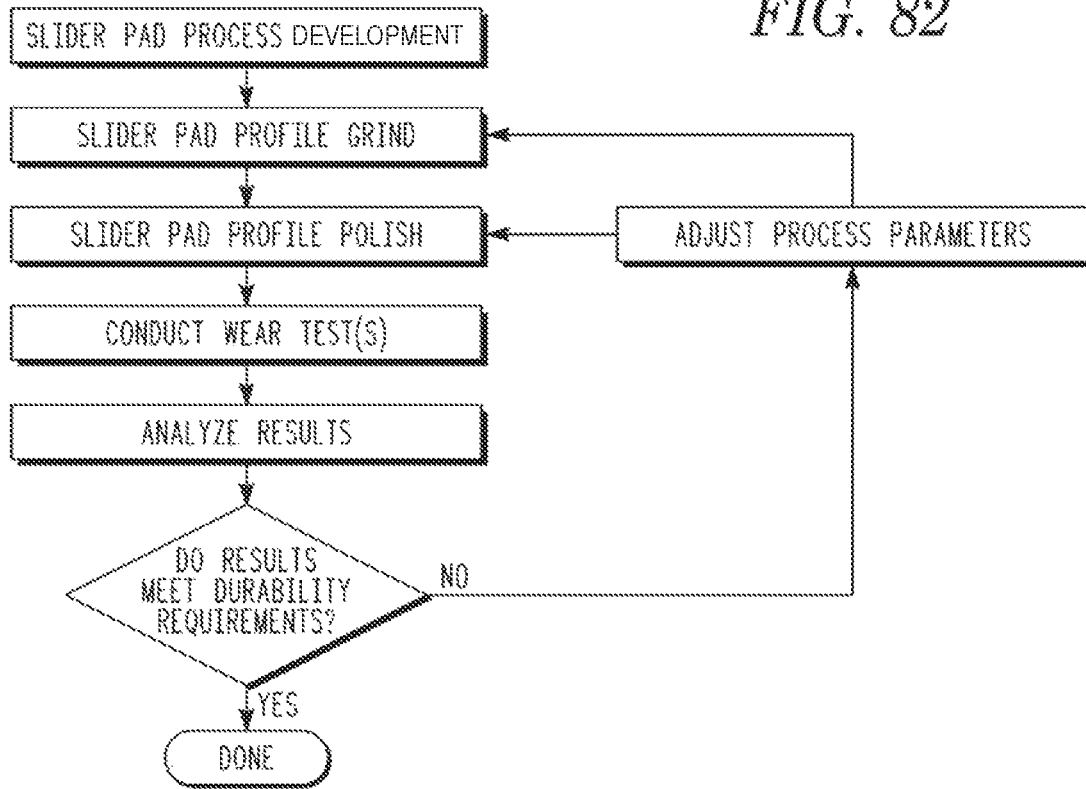 FIG. 82
SLIDER PAD PROCESS DEVELOPMENT
SLIDER PAD PROFILE GRIND
SLIDER PAD PROFILE POLISH
ADJUST PROCESS PARAMETERS
CONDUCT WEAR TEST(S)
ANALYZE RESULTS
DO RESULTS
MEET DURABILITY
REQUIREMENTS?
NO
YES
DONE